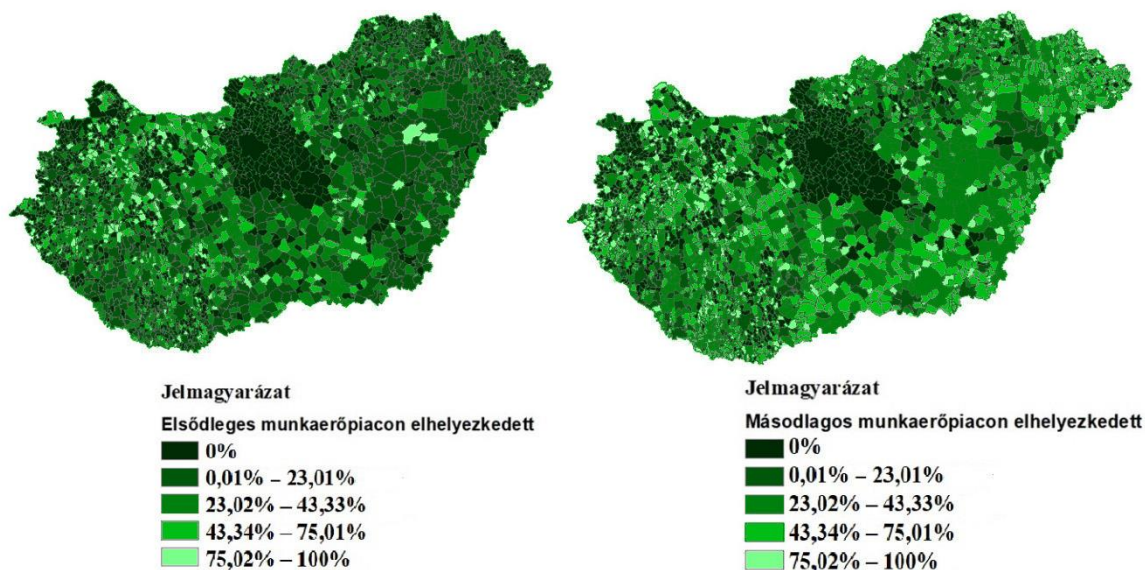 Jelmagyarázat
Elsődleges munkaerőpiacon elhelyezkedett
0%
0,01% – 23,01%
23,02% – 43,33%
43,34% – 75,01%
75,02% – 100%
Jelmagyarázat
Másodlagos munkaerőpiacon elhelyezkedett
0%
0,01% – 23,01%
23,02% – 43,33%
43,34% – 75,01%
75,02% – 100%